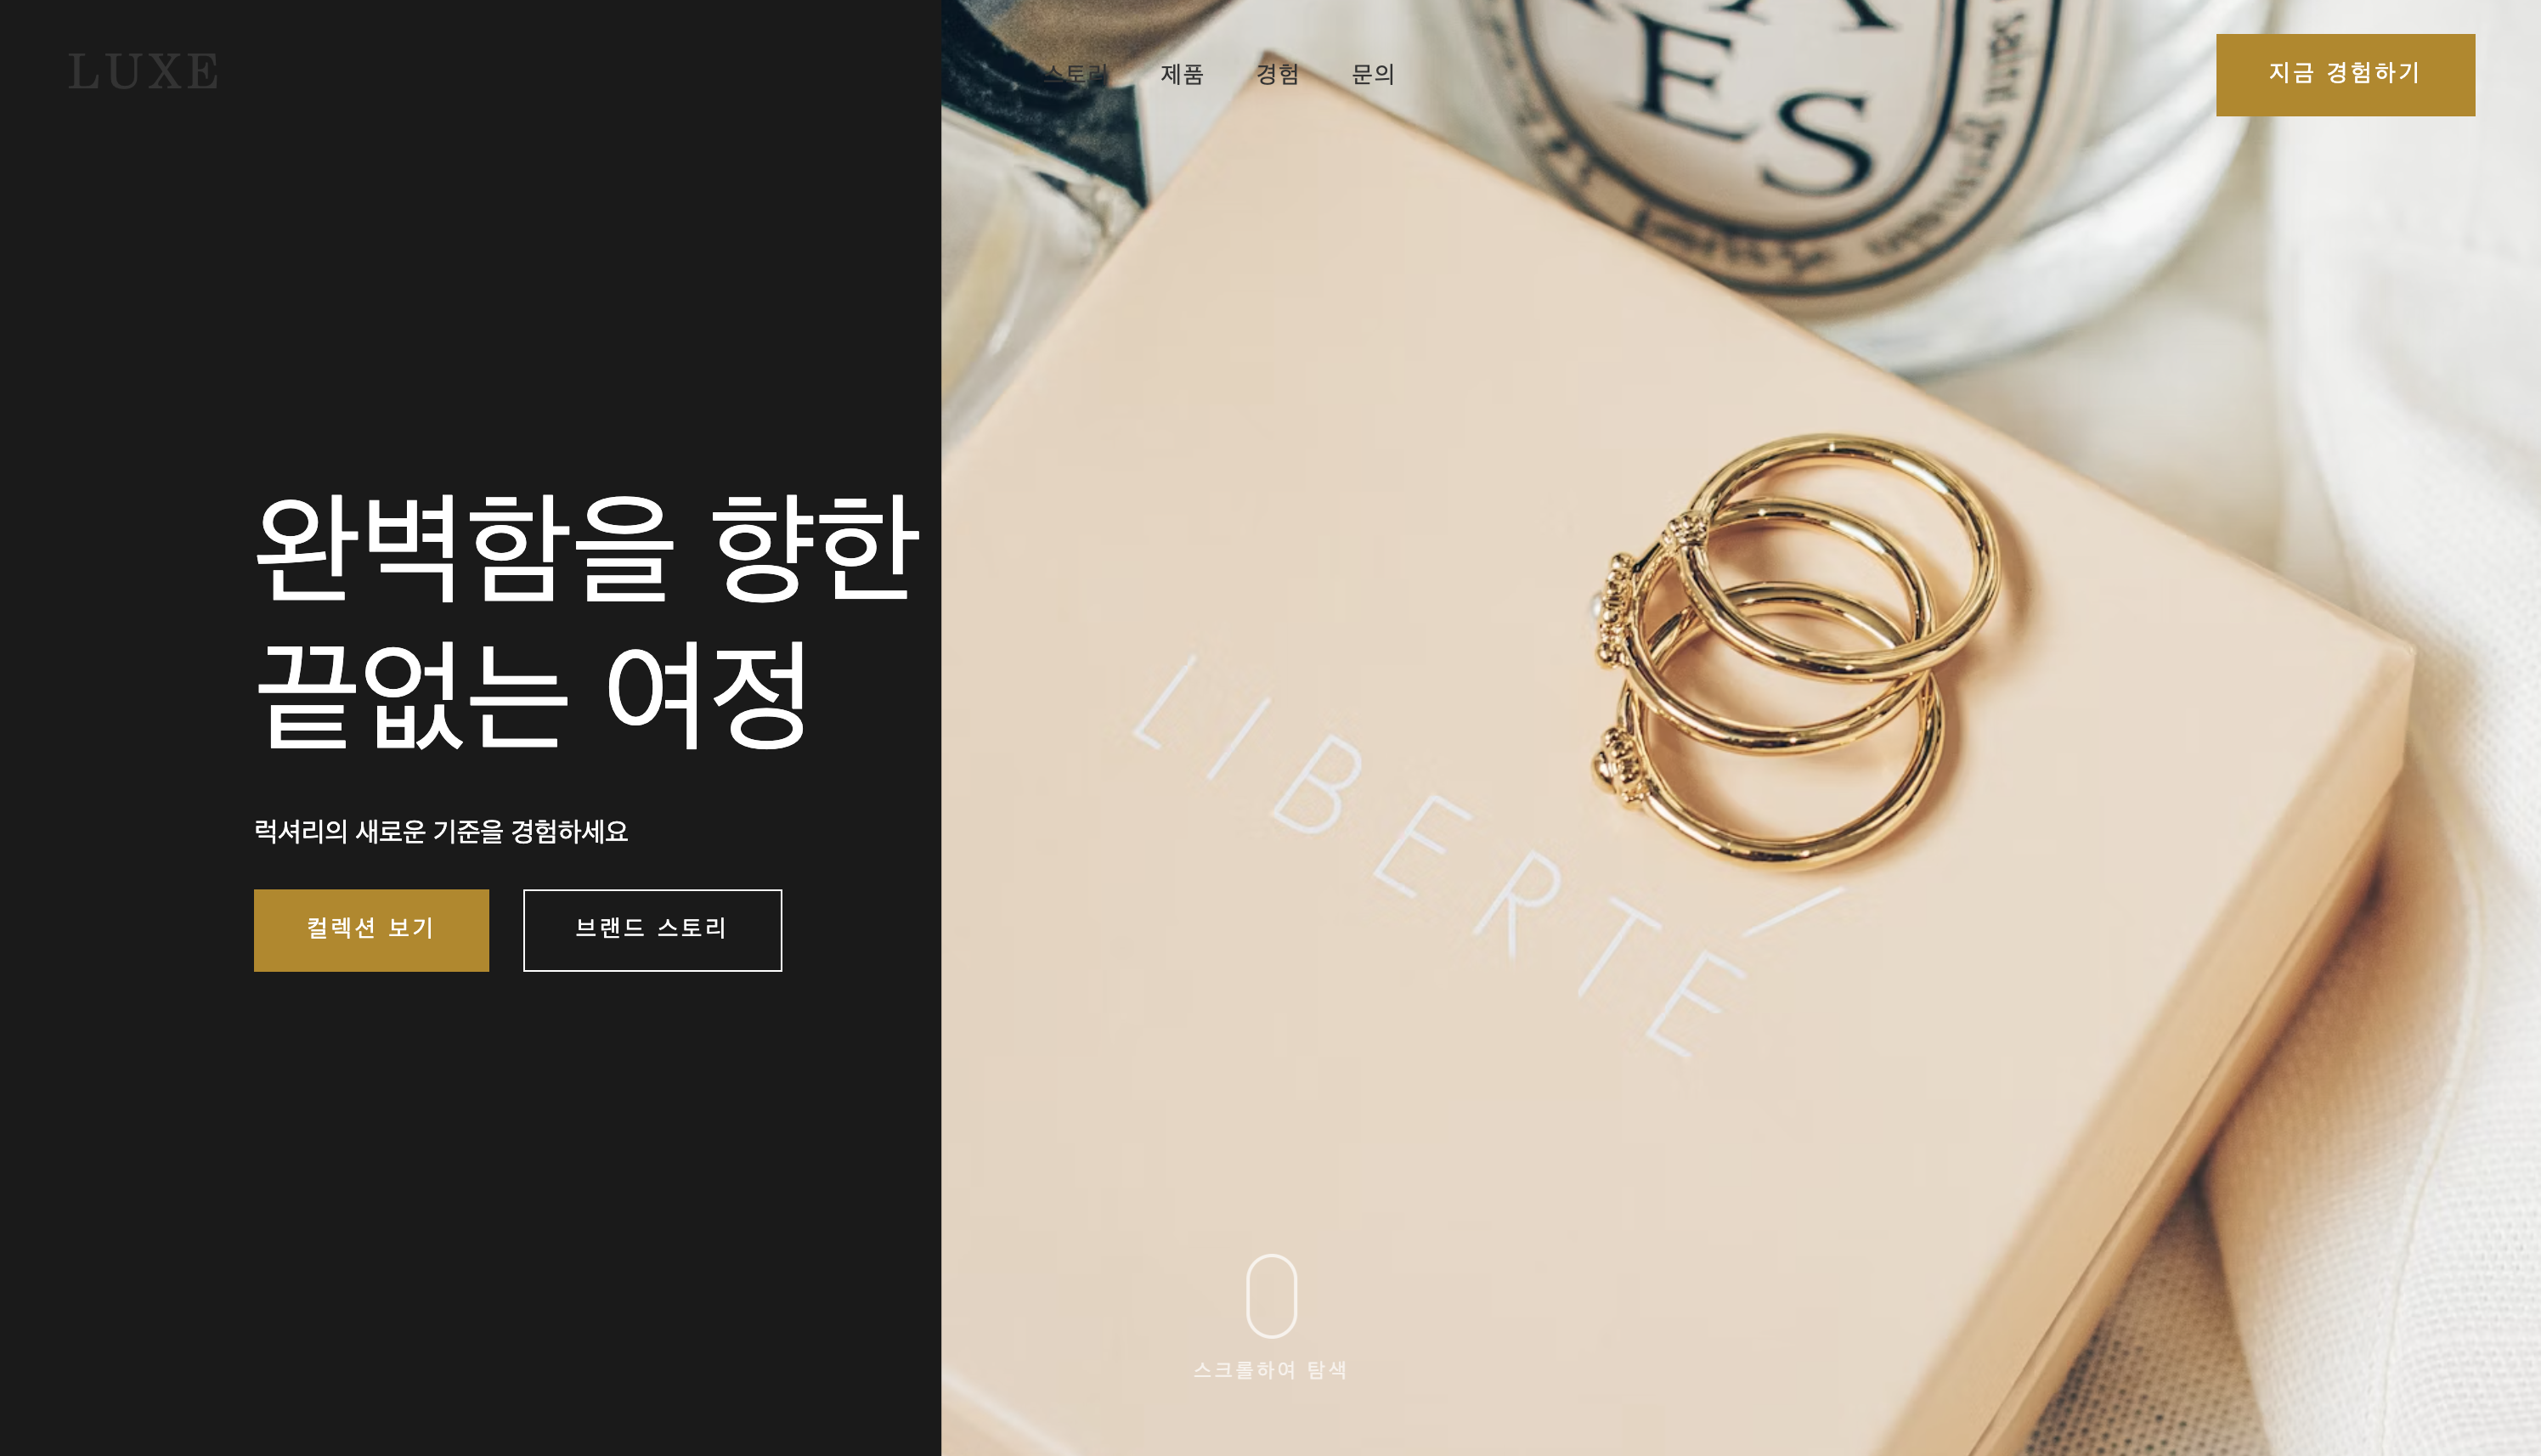 LUXE
스토리
제품
경험
문의
지금 경험하기
ES
완벽함을 향한
끝없는 여정
럭셔리의 새로운 기준을 경험하세요
컬렉션 보기
브랜드 스토리
LIBERTÉ
스크롤하여 탐색